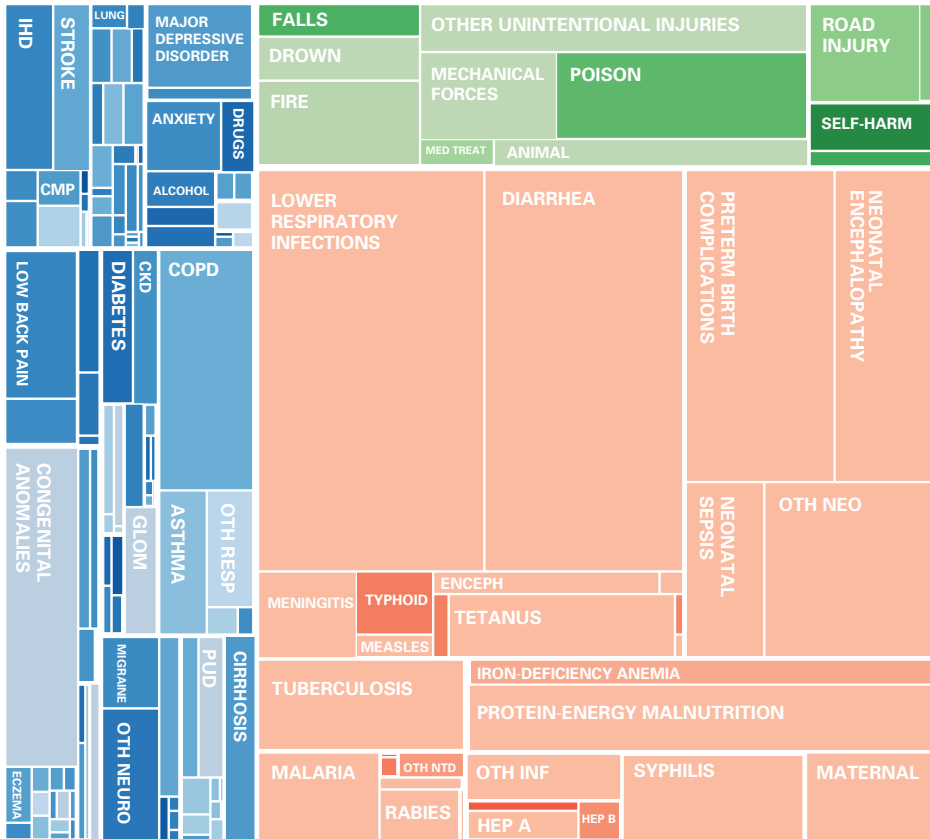 IHD
STROKE
LUNG
MAJOR
DEPRESSIVE
DISORDER
ANXIETY
DRUGS
CMP
ALCOHOL
FALLS
DROWN
FIRE
OTHER UNINTENTIONAL INJURIES
MECHANICAL
FORCES
POISON
MED TREAT
ANIMAL
ROAD
INJURY
SELF-HARM
LOW BACK PAIN
DIABETES
CKD
COPD
CONGENITAL
ANOMALIES
GLOM
ASTHMA
OTH RESP
LOWER
RESPIRATORY
INFECTIONS
DIARRHEA
PRETERM BIRTH
COMPLICATIONS
NEONATAL
ENCEPHALOPATHY
NEONATAL
SEPSIS
OTH NEO
MENINGITIS
TYPHOID
MEASLES
ENCEPH
TETANUS
MIGRAINE
OTH NEURO
PUD
CIRRHOSIS
ECZEMA
TUBERCULOSIS
IRON-DEFICIENCY ANEMIA
PROTEIN-ENERGY MALNUTRITION
MALARIA
OTH NTD
RABIES
OTH INF
HEP A
HEP B
SYPHILIS
MATERNAL